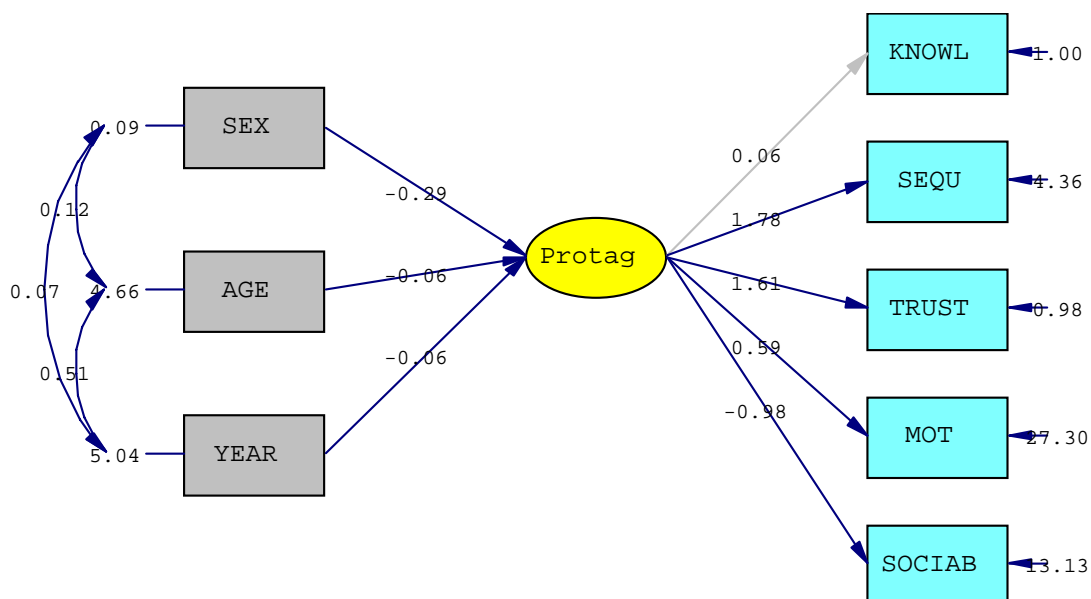 KNOWL
1.00
0.09
SEX
0.06
SEQU
4.36
-0.29
0.12
1.78
Protag
0.07
4.66
AGE
-0.06
1.61
TRUST
0.98
0.59
-0.06
0.51
-0.98
MOT
27.30
5.04
YEAR
SOCIAB
13.13